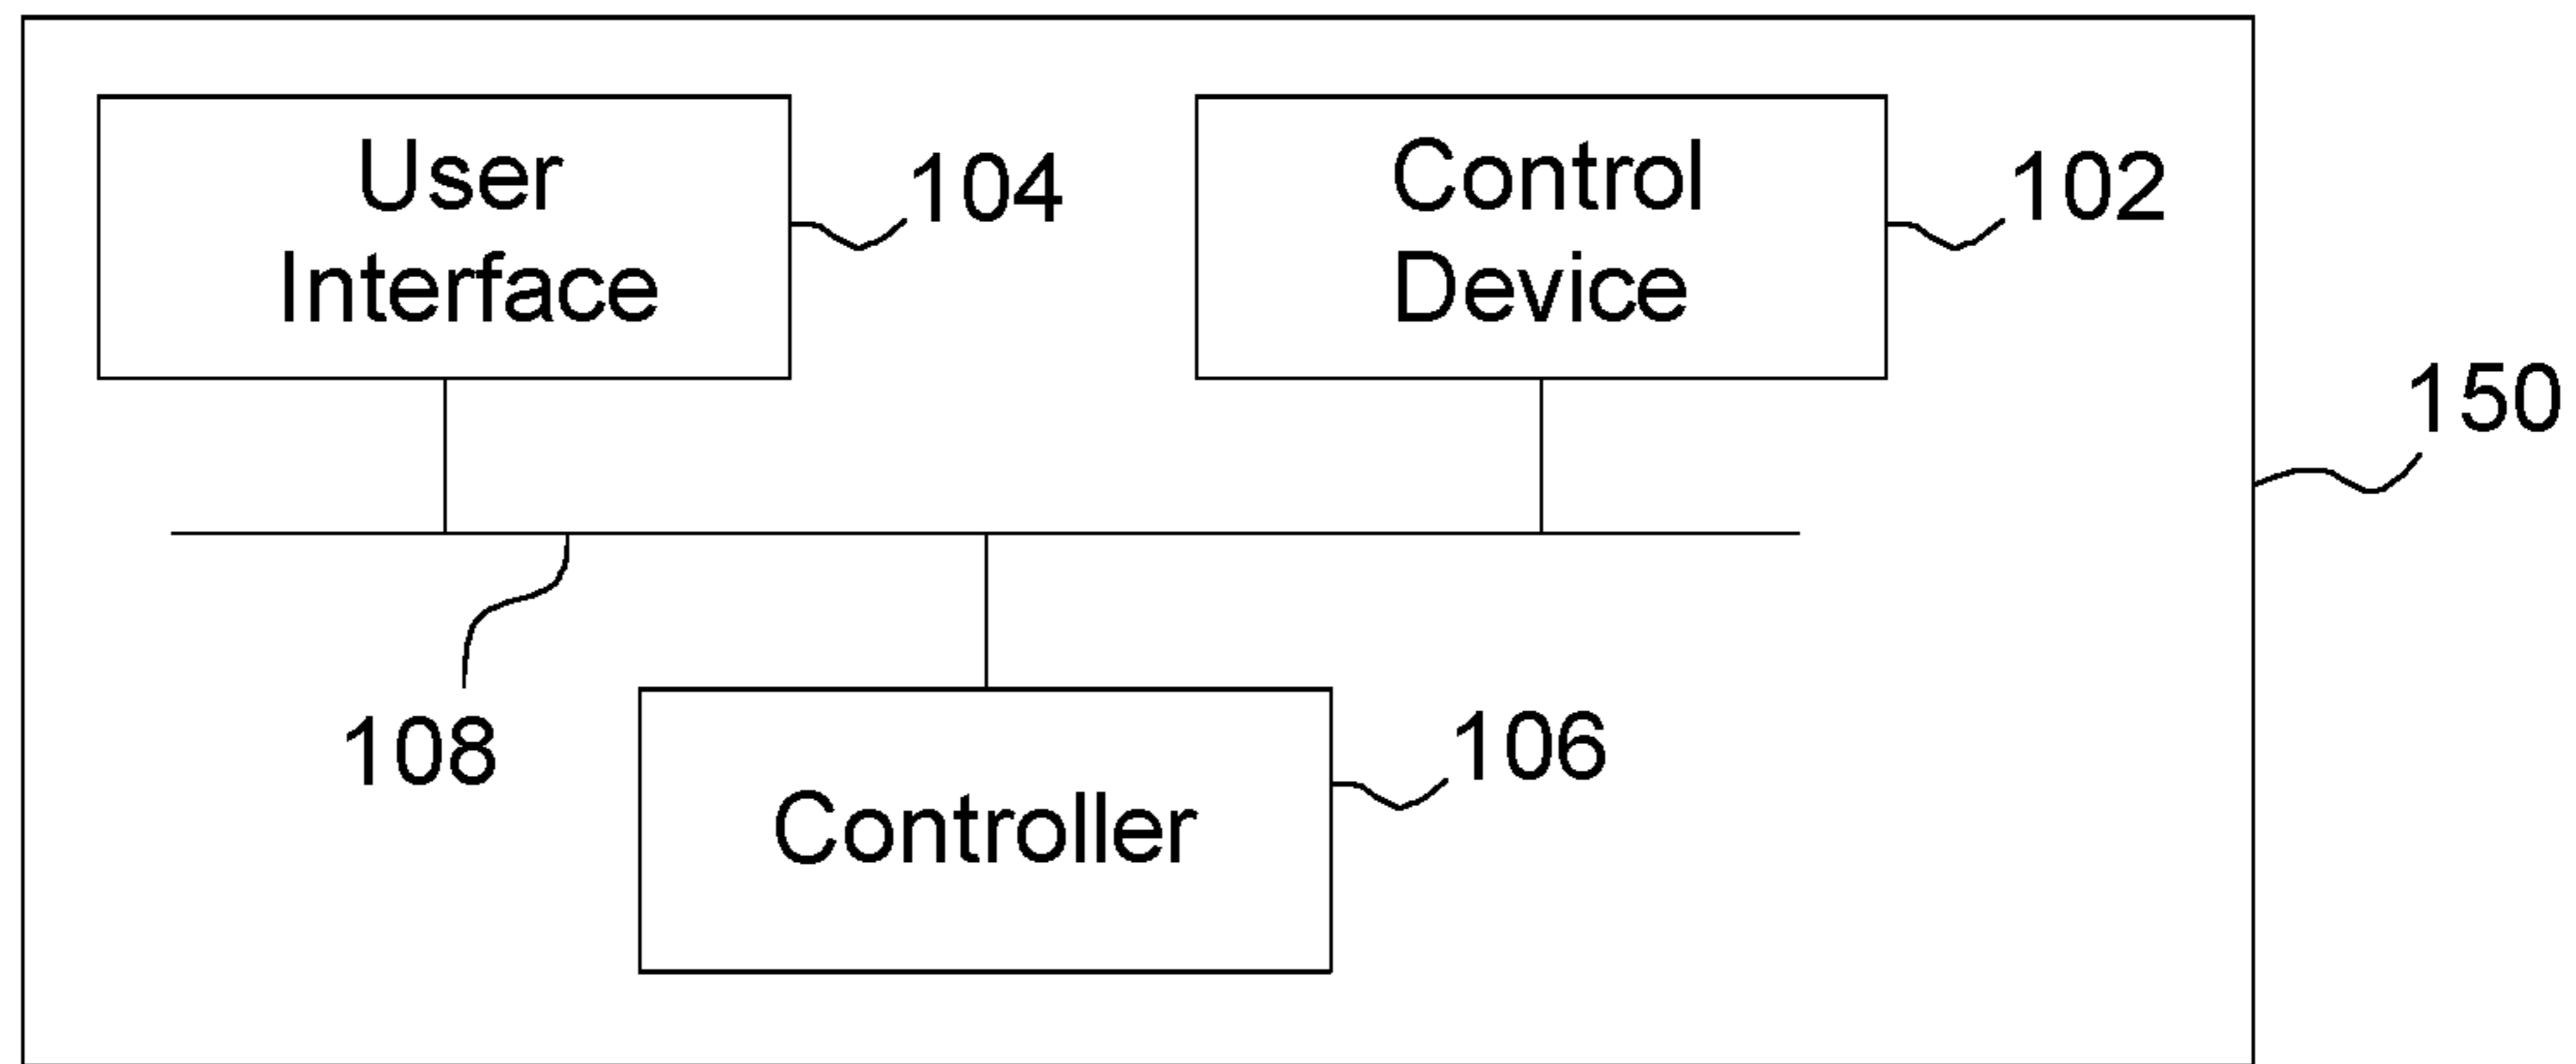 User
Interface
104
Control
Device
102
150
108
Controller
106